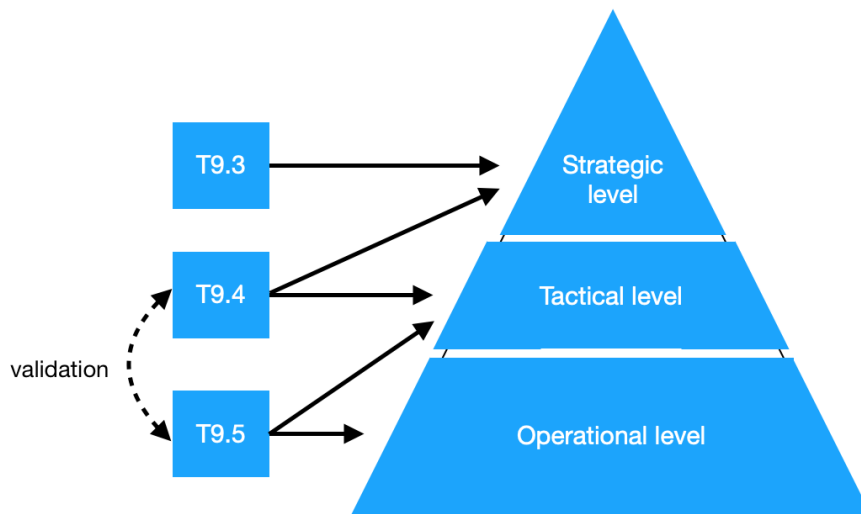 T9.3
Strategic
level
T9.4
Tactical level
validation
T9.5
Operational level